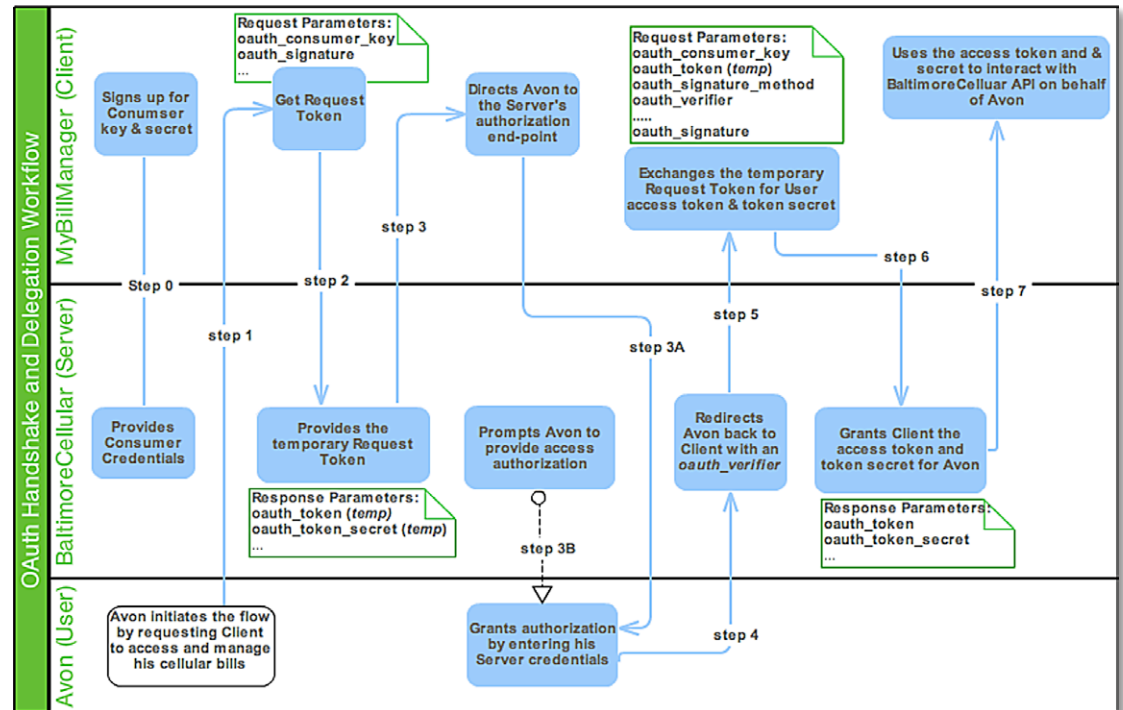 OAuth Handshake and Delegation Workflow
MyBillManager (Client)
Signs up for
Conumser
key & secret
Request Parameters:
oauth_consumer_key
oauth_signature
...
Get Request
Token
Directs Avon to
the Server's
authorization
end-point
Request Parameters:
oauth_consumer_key
oauth_token (temp)
oauth_signature_method
oauth_verifier
.....
oauth_signature
Exchanges the temporary
Request Token for User
access token & token secret
Uses the access token and &
secret to interact with
BaltimoreCelluar API on behalf
of Avon
Step 0
step 1
step 2
step 3
step 3A
step 5
step 6
step 7
BaltimoreCellular (Server)
Provides
Consumer
Credentials
Provides the
temporary Request
Token
Response Parameters:
oauth_token (temp)
oauth_token_secret (temp)
...
Prompts Avon to
provide access
authorization
Redirects
Avon back to
Client with an
oauth_verifier
Grants Client the
access token and
token secret for Avon
Response Parameters:
oauth_token
oauth_token_secret
...
step 3B
Avon (User)
Avon initiates the flow
by requesting Client
to access and manage
his cellular bills
Grants authorization
by entering his
Server credentials
step 4